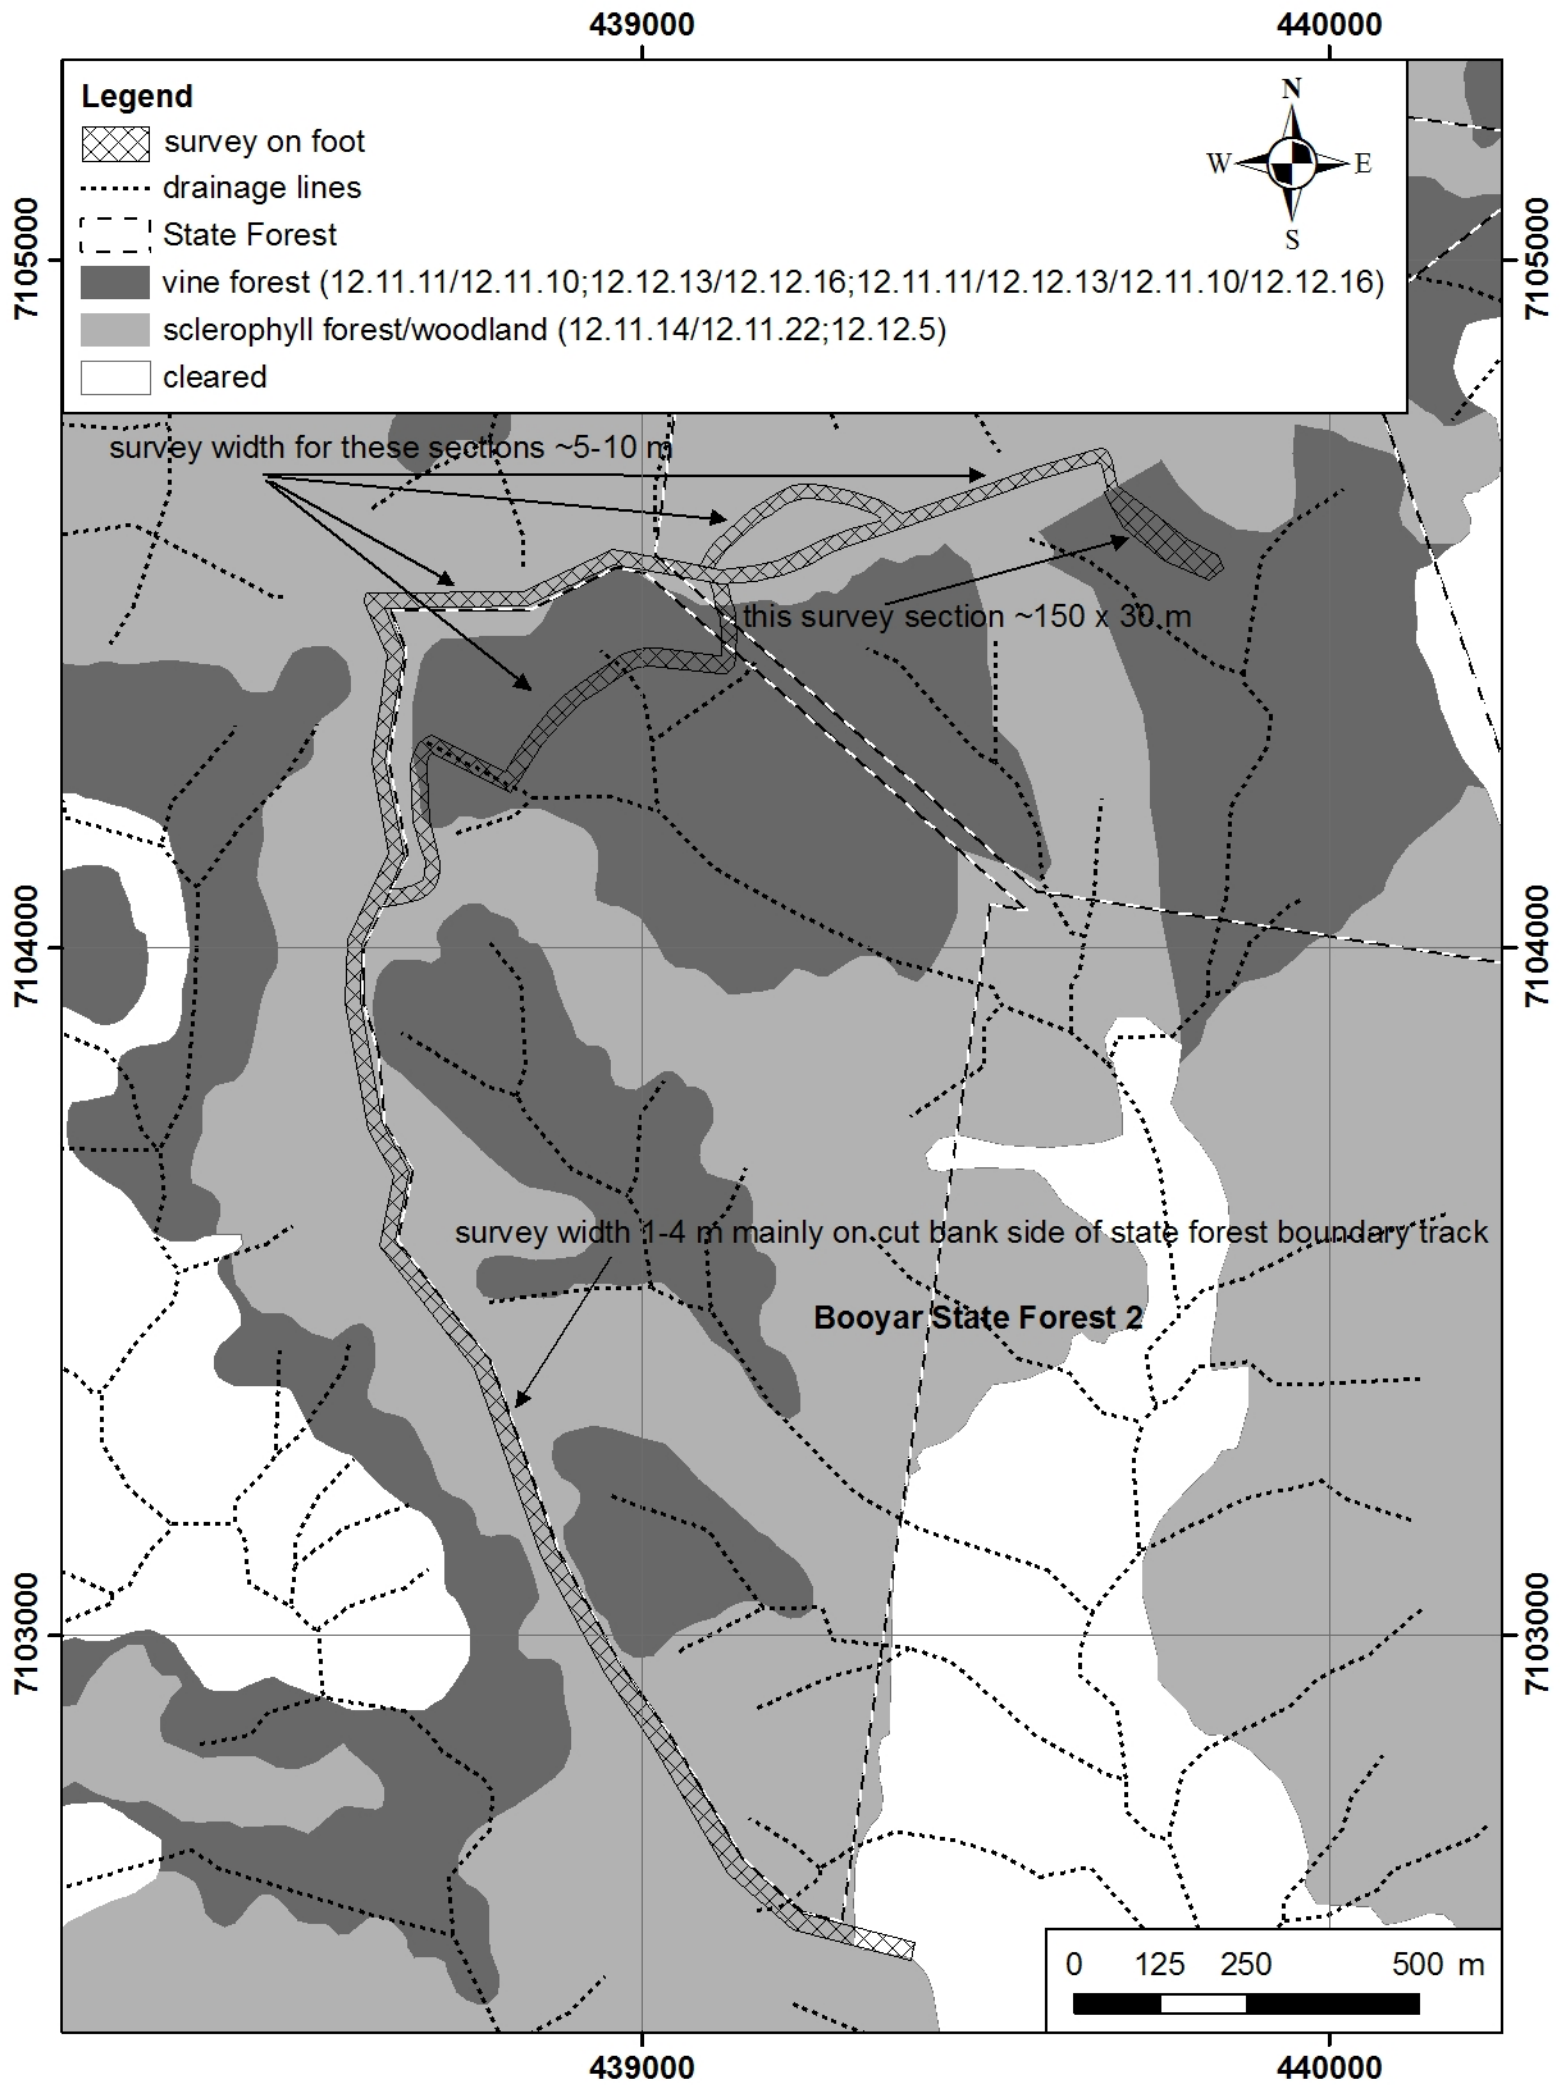 439000 440000
Legend
survey on foot
drainage lines
State Forest
vine forest (12.11.11/12.11.10;12.12.13/12.12.16;12.11.11/12.12.13/12.11.10/12.12.16)
sclerophyll forest/woodland (12.11.14/12.11.22;12.12.5)
cleared
N
W E
S
7105000 7105000
survey width for these sections ~5-10 m
this survey section ~150 x 30 m
7104000 7104000
survey width 1-4 m mainly on cut bank side of state forest boundary track
Booyar State Forest 2
7103000 7103000
0 125 250 500 m
439000 440000